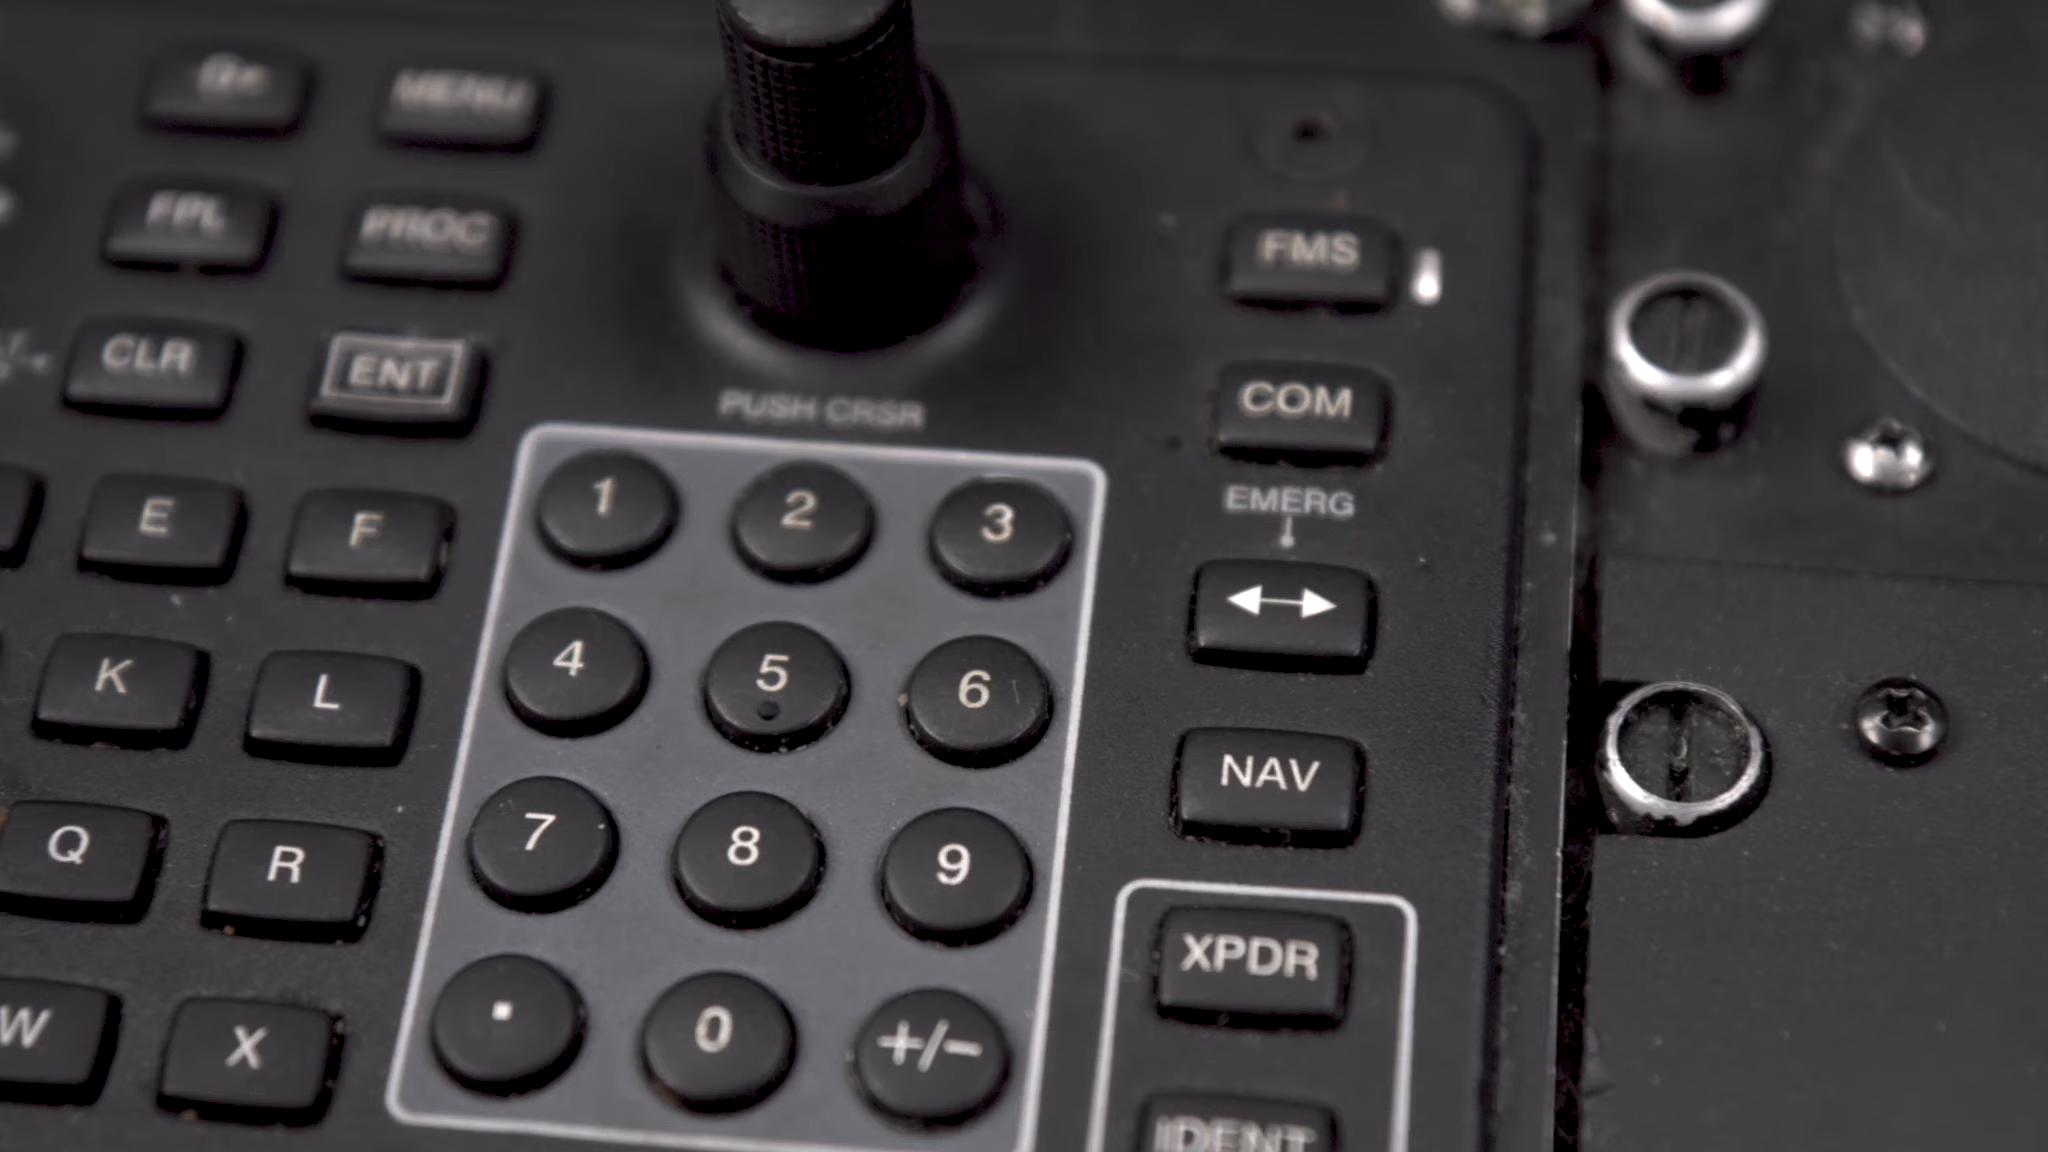 MENU
FPL PROC FMS
CLR ENT COM
PUSH CRSR
EMERG
E F 1 2 3
K L 4 5 6
NAV
Q R 7 8 9
XPDR
W X . 0 +/-
IDENT